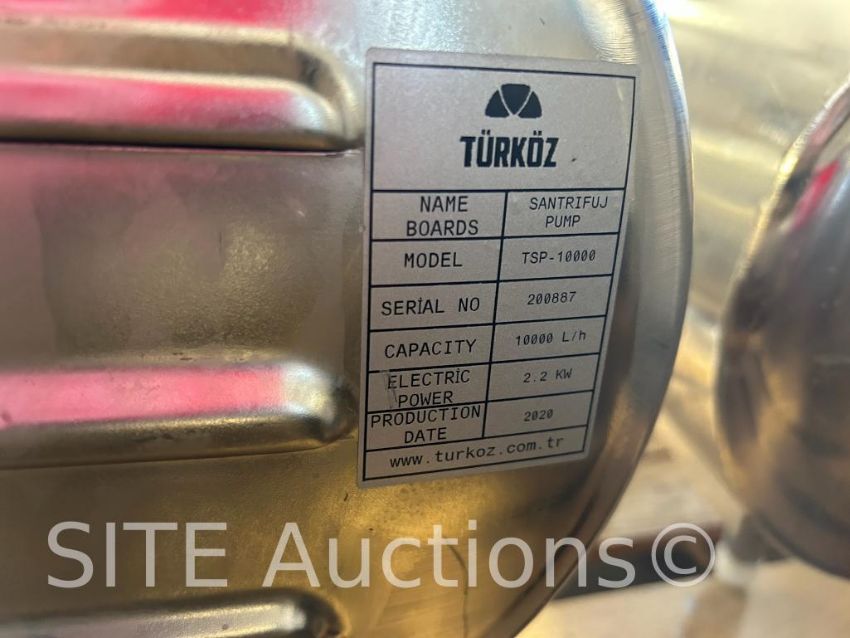 TÜRKÖZ
NAME BOARDS SANTRIFUJ PUMP
MODEL TSP-10000
SERİAL NO 200887
CAPACITY 10000 L/h
ELECTRİC POWER 2.2 KW
PRODUCTION DATE 2020
www.turkoz.com.tr
SITE Auctions©